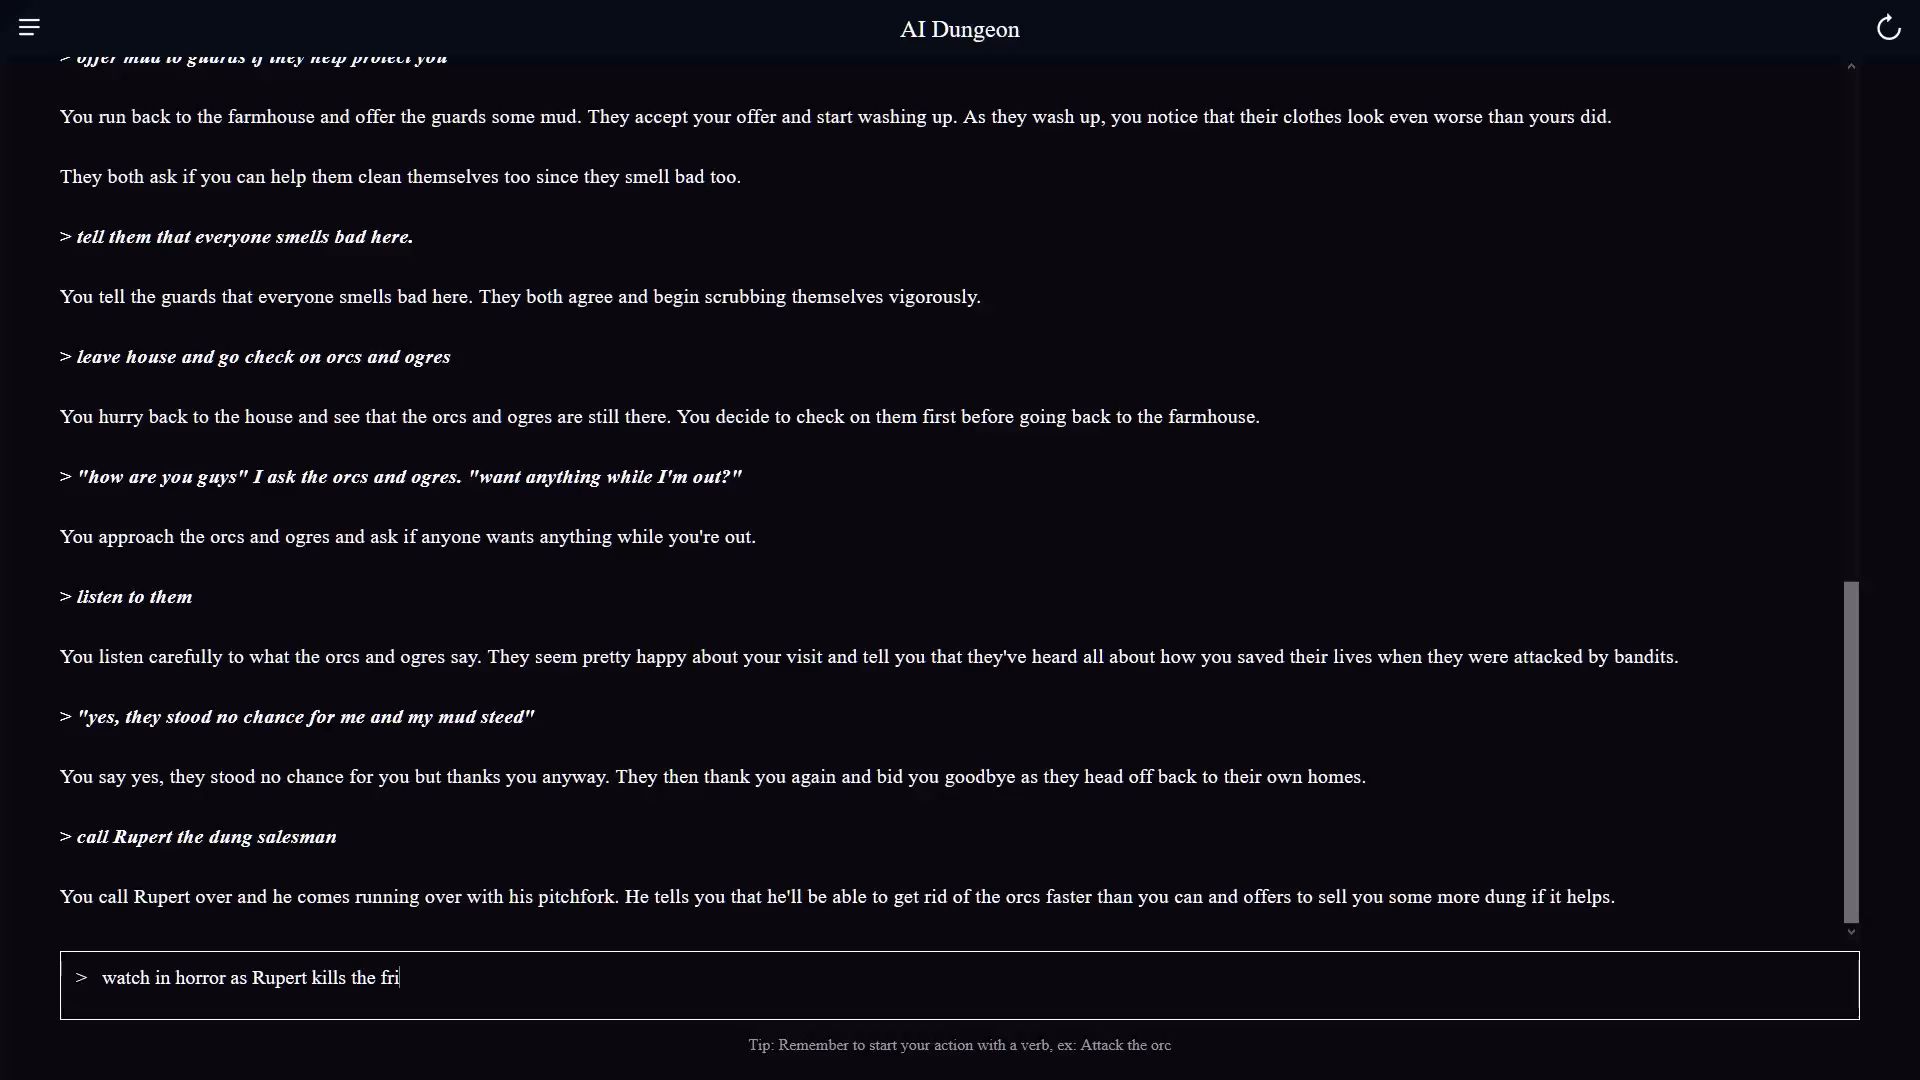 AI Dungeon
> offer mud to guards if they help protect you
You run back to the farmhouse and offer the guards some mud. They accept your offer and start washing up. As they wash up, you notice that their clothes look even worse than yours did.
They both ask if you can help them clean themselves too since they smell bad too.
> tell them that everyone smells bad here.
You tell the guards that everyone smells bad here. They both agree and begin scrubbing themselves vigorously.
> leave house and go check on orcs and ogres
You hurry back to the house and see that the orcs and ogres are still there. You decide to check on them first before going back to the farmhouse.
> "how are you guys" I ask the orcs and ogres. "want anything while I'm out?"
You approach the orcs and ogres and ask if anyone wants anything while you're out.
> listen to them
You listen carefully to what the orcs and ogres say. They seem pretty happy about your visit and tell you that they've heard all about how you saved their lives when they were attacked by bandits.
> "yes, they stood no chance for me and my mud steed"
You say yes, they stood no chance for you but thanks you anyway. They then thank you again and bid you goodbye as they head off back to their own homes.
> call Rupert the dung salesman
You call Rupert over and he comes running over with his pitchfork. He tells you that he'll be able to get rid of the orcs faster than you can and offers to sell you some more dung if it helps.
> watch in horror as Rupert kills the fri
Tip: Remember to start your action with a verb, ex: Attack the orc